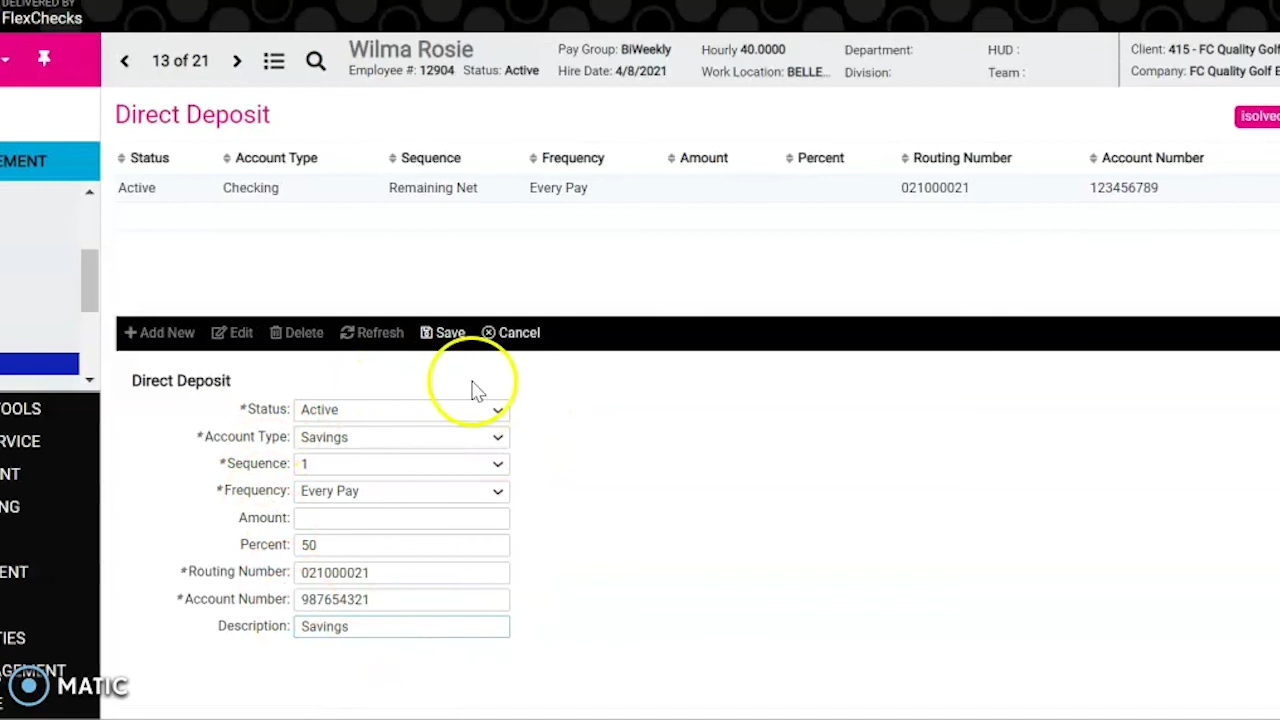 DELIVERED BY
FlexChecks
13 of 21
Wilma Rosie
Employee #: 12904 Status: Active
Pay Group: BiWeekly
Hire Date: 4/8/2021
Hourly 40.0000
Work Location: BELLE...
Department:
Division:
HUD :
Team :
Client: 415 - FC Quality Golf
Company: FC Quality Golf E
Direct Deposit
isolved
EMENT
Status Account Type Sequence Frequency Amount Percent Routing Number Account Number
Active Checking Remaining Net Every Pay 021000021 123456789
Add New Edit Delete Refresh Save Cancel
Direct Deposit
*Status: Active
*Account Type: Savings
*Sequence: 1
*Frequency: Every Pay
Amount:
Percent: 50
*Routing Number: 021000021
*Account Number: 987654321
Description: Savings
TOOLS
RVICE
NT
NG
ENT
TIES
AGEMENT
MATIC